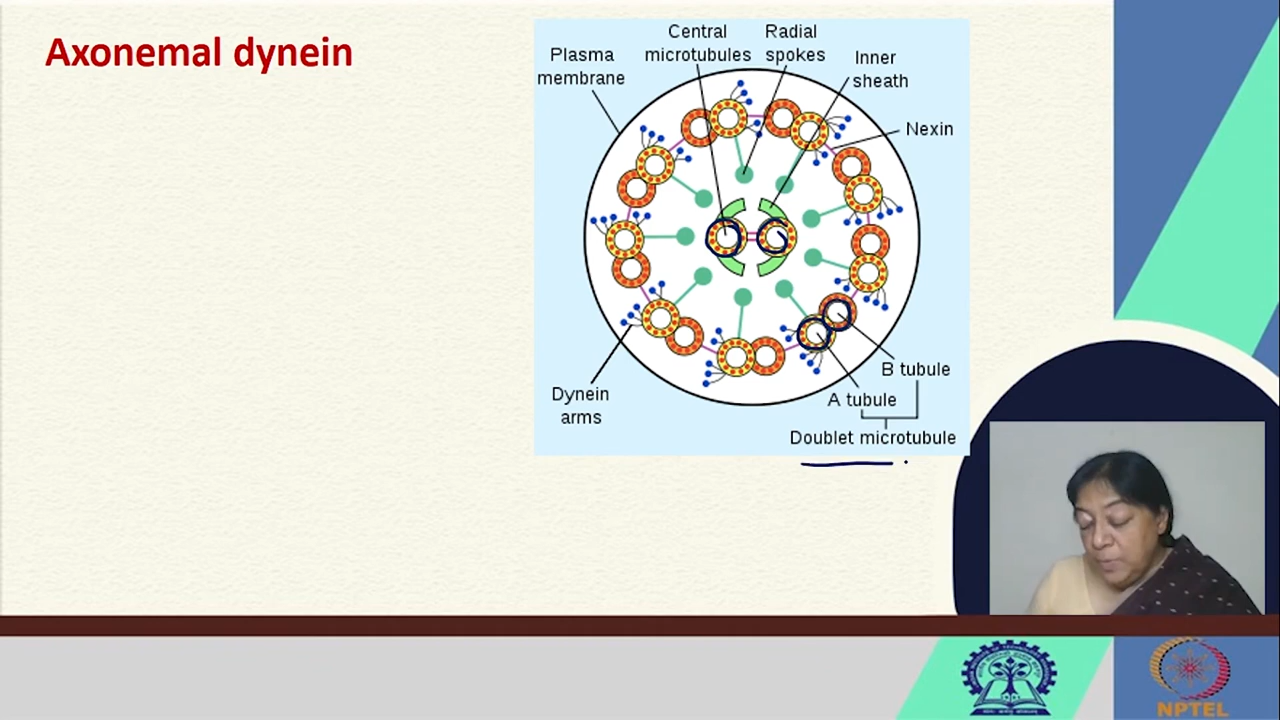 Axonemal dynein
Central
microtubules
Radial
spokes
Plasma
membrane
Inner
sheath
Nexin
B tubule
A tubule
Dynein
arms
Doublet microtubule
NPTEL